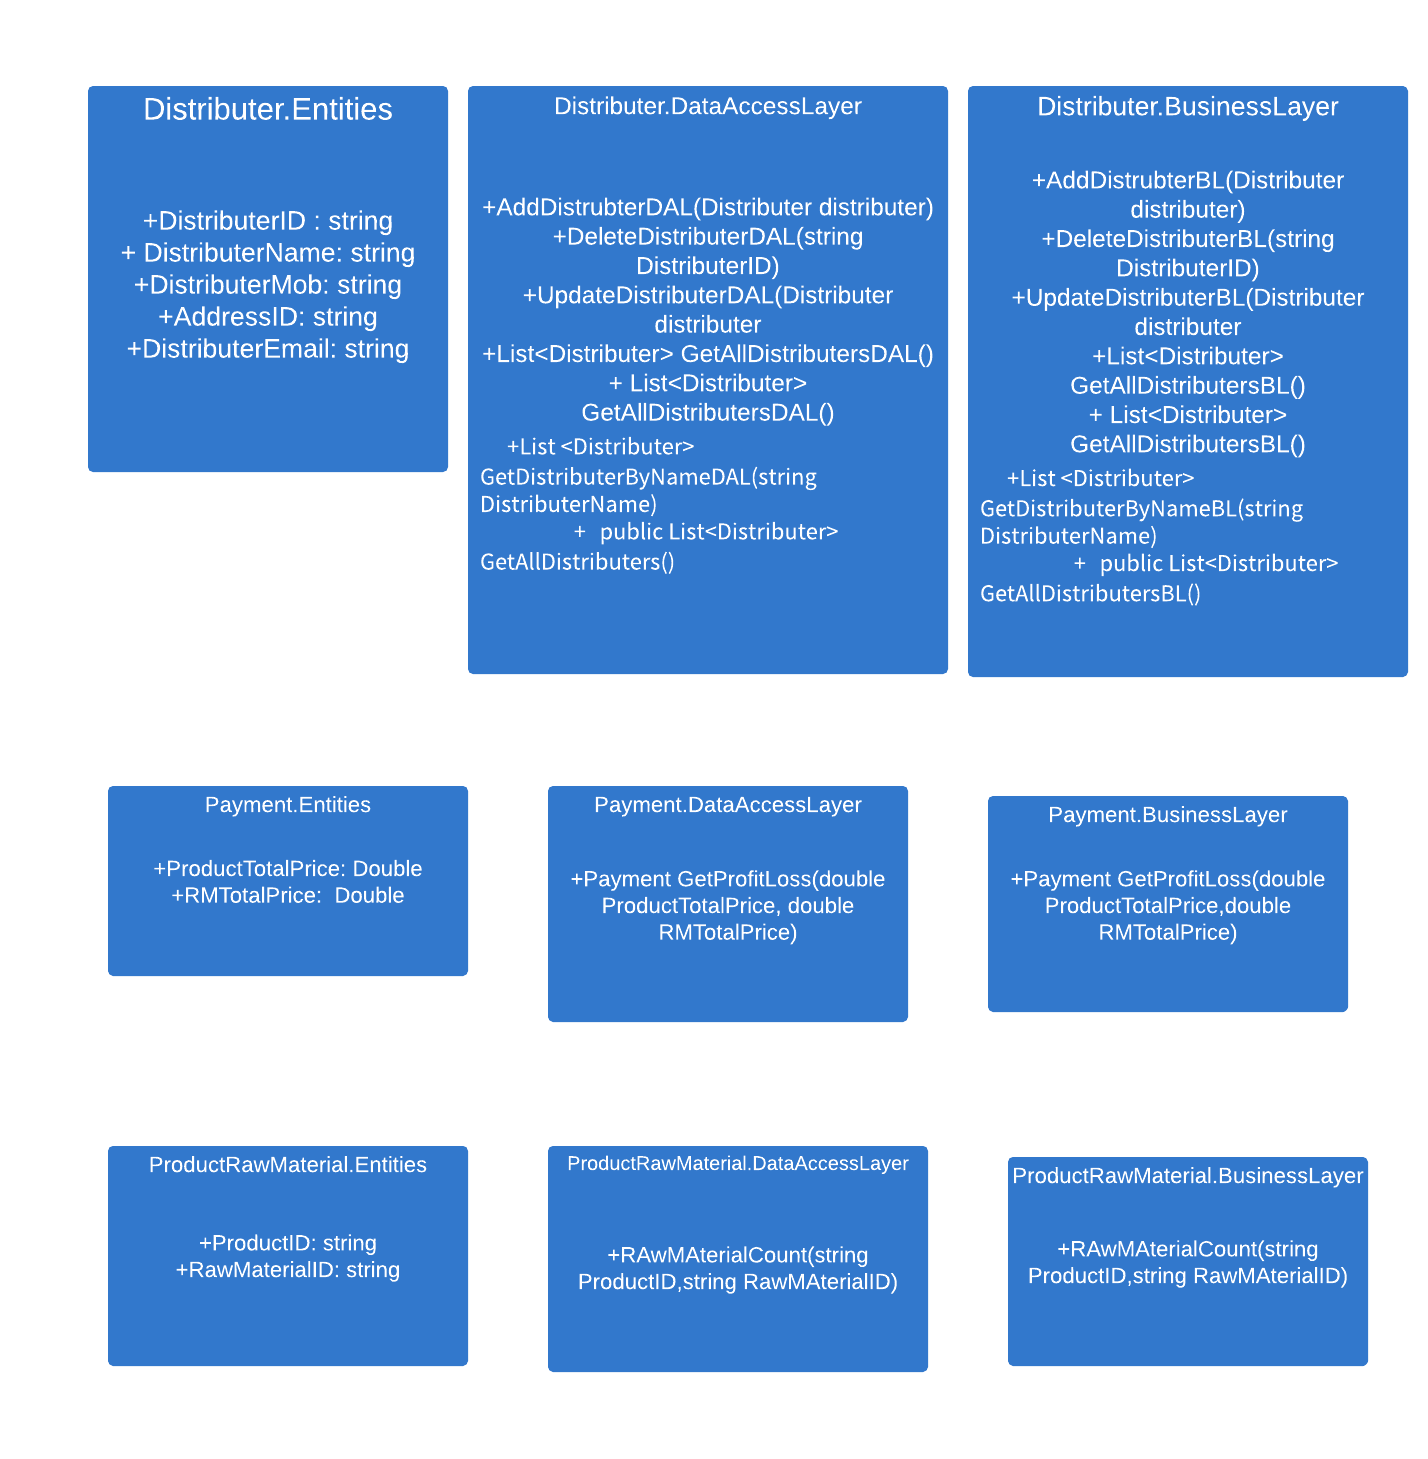 Distributer.Entities
+DistributerID : string
+ DistributerName: string
+DistributerMob: string
+AddressID: string
+DistributerEmail: string
Distributer.DataAccessLayer
+AddDistrubterDAL(Distributer distributer)
+DeleteDistributerDAL(string
DistributerID)
+UpdateDistributerDAL(Distributer
distributer
+List<Distributer> GetAllDistributersDAL()
+ List<Distributer>
GetAllDistributersDAL()
+List <Distributer>
GetDistributerByNameDAL(string
DistributerName)
+ public List<Distributer>
GetAllDistributers()
Distributer.BusinessLayer
+AddDistrubterBL(Distributer
distributer)
+DeleteDistributerBL(string
DistributerID)
+UpdateDistributerBL(Distributer
distributer
+List<Distributer>
GetAllDistributersBL()
+ List<Distributer>
GetAllDistributersBL()
+List <Distributer>
GetDistributerByNameBL(string
DistributerName)
+ public List<Distributer>
GetAllDistributersBL()
Payment.Entities
+ProductTotalPrice: Double
+RMTotalPrice:  Double
Payment.DataAccessLayer
+Payment GetProfitLoss(double
ProductTotalPrice, double
RMTotalPrice)
Payment.BusinessLayer
+Payment GetProfitLoss(double
ProductTotalPrice,double
RMTotalPrice)
ProductRawMaterial.Entities
+ProductID: string
+RawMaterialID: string
ProductRawMaterial.DataAccessLayer
+RAwMAterialCount(string
ProductID,string RawMAterialID)
ProductRawMaterial.BusinessLayer
+RAwMAterialCount(string
ProductID,string RawMAterialID)